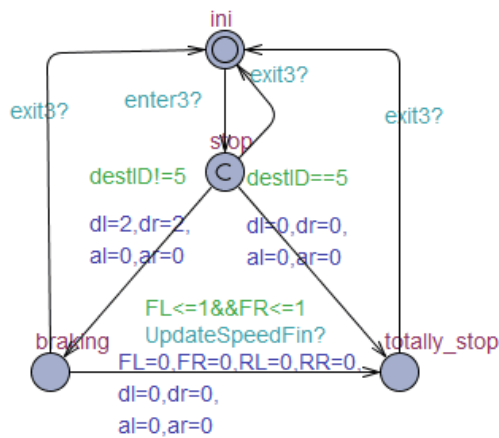 ini
exit3?
exit3?
enter3?
exit3?
stop
C
destID!=5
destID==5
dl=2,dr=2,
al=0,ar=0
dl=0,dr=0,
al=0,ar=0
FL<=1&&FR<=1
braking
UpdateSpeedFin?
totally_stop
FL=0,FR=0,RL=0,RR=0,
dl=0,dr=0,
al=0,ar=0